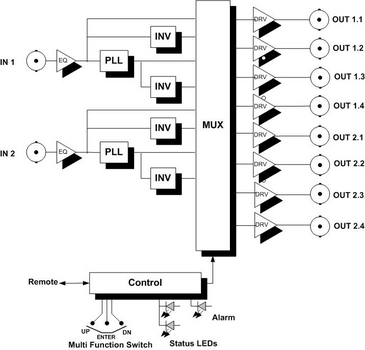 DRV OUT 1.1
INV
DRV OUT 1.2
IN 1 EQ PLL
DRV OUT 1.3
INV
DRV OUT 1.4
MUX
INV
DRV OUT 2.1
IN 2 EQ PLL
DRV OUT 2.2
INV
DRV OUT 2.3
DRV OUT 2.4
Remote Control
Alarm
UP ENTER DN
Multi Function Switch Status LEDs